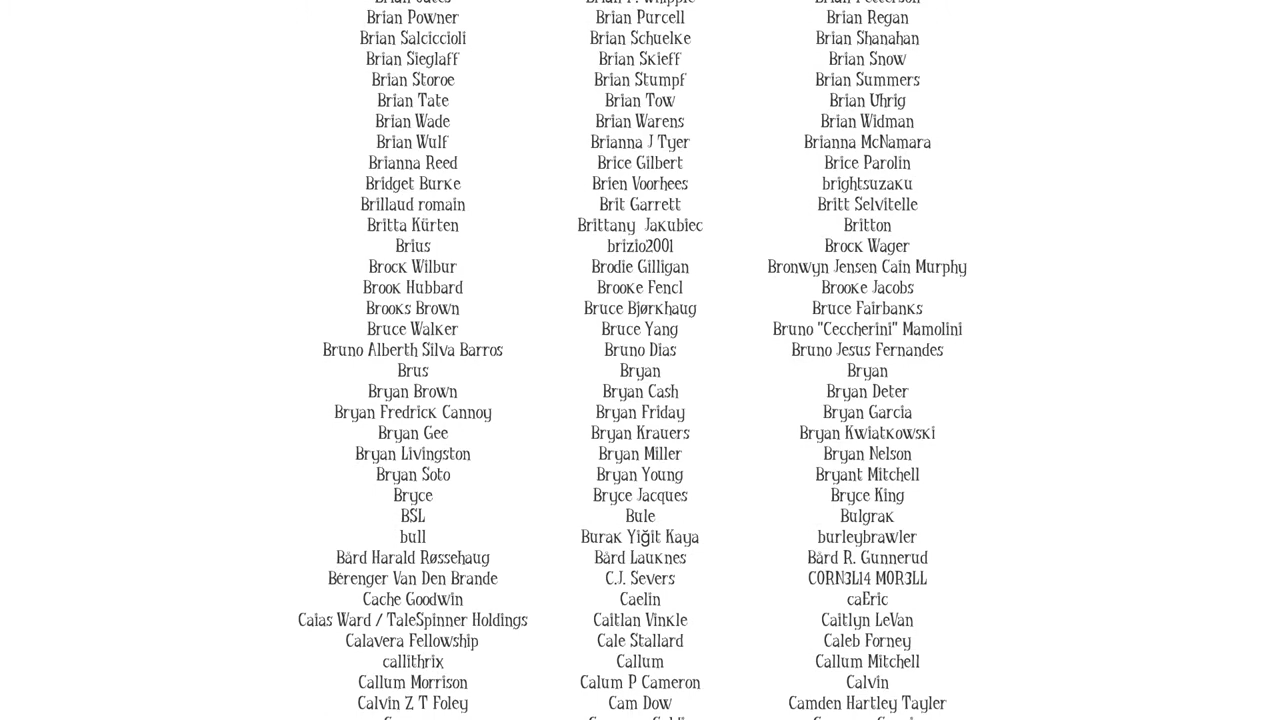 Brian Powner Brian Purcell Brian Regan
Brian Salciccioli Brian Schuelke Brian Shanahan
Brian Sieglaff Brian Skieff Brian Snow
Brian Storoe Brian Stumpf Brian Summers
Brian Tate Brian Tow Brian Uhrig
Brian Wade Brian Warens Brian Widman
Brian Wulf Brianna J Tyer Brianna McNamara
Brianna Reed Brice Gilbert Brice Parolin
Bridget Burke Brien Voorhees brightsuzaku
Brillaud romain Brit Garrett Britt Selvitelle
Britta Kürten Brittany Jakubiec Britton
Brius brizio2001 Brock Wager
Brock Wilbur Brodie Gilligan Bronwyn Jensen Cain Murphy
Brook Hubbard Brooke Fencl Brooke Jacobs
Brooks Brown Bruce Bjørkhaug Bruce Fairbanks
Bruce Walker Bruce Yang Bruno "Ceccherini" Mamolini
Bruno Alberth Silva Barros Bruno Dias Bruno Jesus Fernandes
Brus Bryan Bryan
Bryan Brown Bryan Cash Bryan Deter
Bryan Fredrick Cannoy Bryan Friday Bryan Garcia
Bryan Gee Bryan Krauers Bryan Kwiatkowski
Bryan Livingston Bryan Miller Bryan Nelson
Bryan Soto Bryan Young Bryant Mitchell
Bryce Bryce Jacques Bryce King
BSL Bule Bulgrak
bull Burak Yiğit Kaya burleybrawler
Bård Harald Røssehaug Bård Lauknes Bård R. Gunnerud
Bérenger Van Den Brande C.J. Severs C0RN3L14 M0R3LL
Cache Goodwin Caelin caEric
Caias Ward / TaleSpinner Holdings Caitlan Vinkle Caitlyn LeVan
Calavera Fellowship Cale Stallard Caleb Forney
callithrix Callum Callum Mitchell
Callum Morrison Calum P Cameron Calvin
Calvin Z T Foley Cam Dow Camden Hartley Tayler